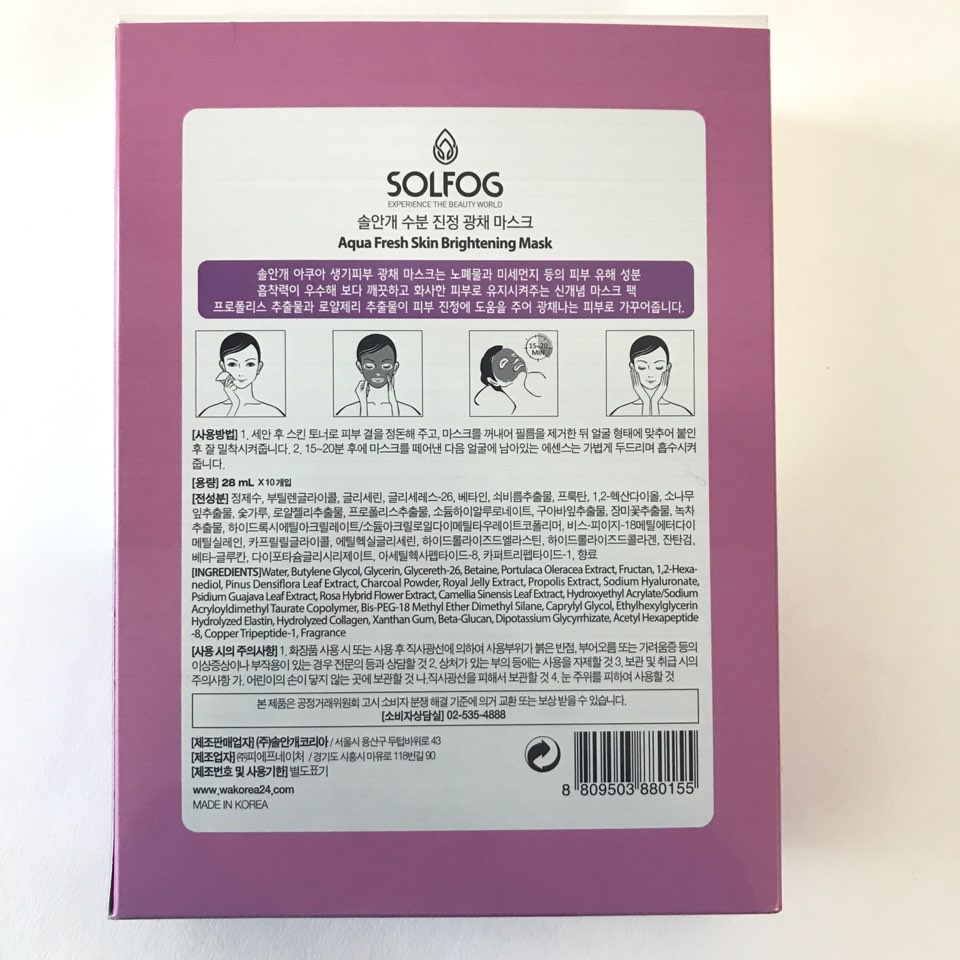 SOLFOG
EXPERIENCE THE BEAUTY WORLD
솔안개 수분 진정 광채 마스크
Aqua Fresh Skin Brightening Mask
솔안개 아쿠아 생기피부 광채 마스크는 노폐물과 미세먼지 등의 피부 유해 성분
흡착력이 우수해 보다 깨끗하고 화사한 피부로 유지시켜주는 신개념 마스크 팩
프로폴리스 추출물과 로얄제리 추출물이 피부 진정에 도움을 주어 광채나는 피부로 가꾸어줍니다.
15~20
MIN
[사용방법] 1. 세안 후 스킨 토너로 피부 결을 정돈해 주고, 마스크를 꺼내어 필름을 제거한 뒤 얼굴 형태에 맞추어 붙인
후 잘 밀착시켜줍니다. 2. 15~20분 후에 마스크를 떼어낸 다음 얼굴에 남아있는 에센스는 가볍게 두드리며 흡수시켜
줍니다.
[용량] 28 mL X 10개입
[전성분] 정제수, 부틸렌글라이콜, 글리세린, 글리세레스-26, 베타인, 쇠비름추출물, 프룩탄, 1,2-헥산다이올, 소나무
잎추출물, 숯가루, 로얄젤리추출물, 프로폴리스추출물, 소듐하이알루로네이트, 구아바잎추출물, 장미꽃추출물, 녹차
추출물, 하이드록시에틸아크릴레이트/소듐아크릴로일다이메틸타우레이트코폴리머, 비스-피이지-18메틸에터다이
메틸실레인, 카프릴릴글라이콜, 에틸헥실글리세린, 하이드롤라이즈드엘라스틴, 하이드롤라이즈드콜라겐, 잔탄검,
베타-글루칸, 다이포타슘글리시리제이트, 아세틸헥사펩타이드-8, 카퍼트리펩타이드-1, 향료
[INGREDIENTS]Water, Butylene Glycol, Glycerin, Glycereth-26, Betaine, Portulaca Oleracea Extract, Fructan, 1,2-Hexa-
nediol, Pinus Densiflora Leaf Extract, Charcoal Powder, Royal Jelly Extract, Propolis Extract, Sodium Hyaluronate,
Psidium Guajava Leaf Extract, Rosa Hybrid Flower Extract, Camellia Sinensis Leaf Extract, Hydroxyethyl Acrylate/Sodium
Acryloyldimethyl Taurate Copolymer, Bis-PEG-18 Methyl Ether Dimethyl Silane, Caprylyl Glycol, Ethylhexylglycerin
Hydrolyzed Elastin, Hydrolyzed Collagen, Xanthan Gum, Beta-Glucan, Dipotassium Glycyrrhizate, Acetyl Hexapeptide
-8, Copper Tripeptide-1, Fragrance
[사용 시의 주의사항] 1. 화장품 사용 시 또는 사용 후 직사광선에 의하여 사용부위가 붉은 반점, 부어오름 또는 가려움증 등의
이상증상이나 부작용이 있는 경우 전문의 등과 상담할 것 2. 상처가 있는 부의 등에는 사용을 자제할 것 3. 보관 및 취급 시의
주의사항 가. 어린이의 손이 닿지 않는 곳에 보관할 것 나.직사광선을 피해서 보관할 것 4. 눈 주위를 피하여 사용할 것
본 제품은 공정거래위원회 고시 소비자 분쟁 해결 기준에 의거 교환 또는 보상 받을 수 있습니다.
[소비자상담실] 02-535-4888
[제조판매업자] (주)솔안개코리아 / 서울시 용산구 두텁바위로 43
[제조업자] ㈜피에프네이처 / 경기도 시흥시 마유로 118번길 90
[제조번호 및 사용기한] 별도표기
www.wakorea24.com
MADE IN KOREA
8 809503 880155